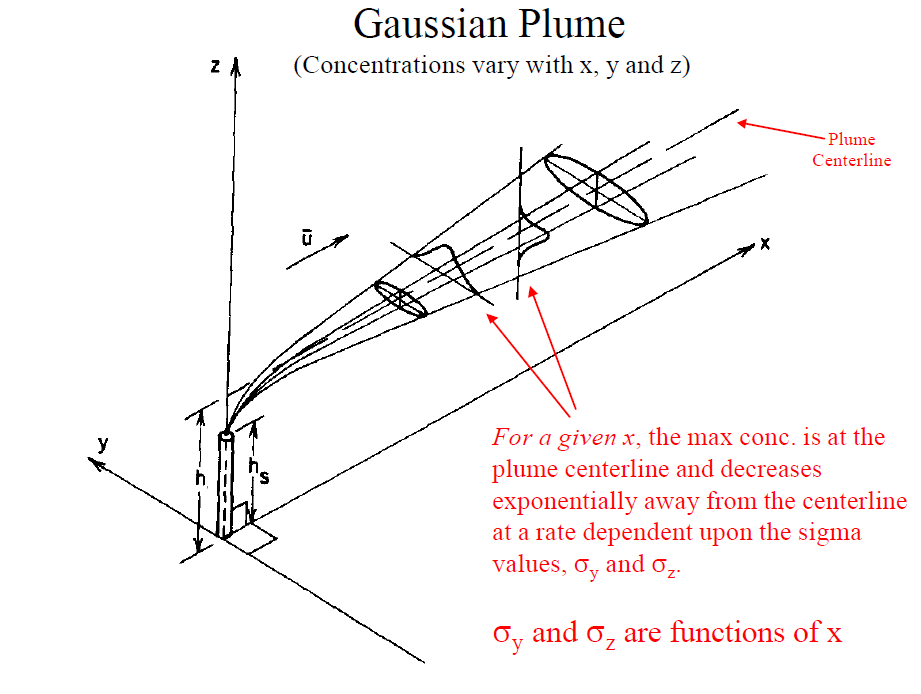 Gaussian Plume
(Concentrations vary with x, y and z)
z
Plume
Centerline
ū
x
y
h
hₛ
For a given x, the max conc. is at the
plume centerline and decreases
exponentially away from the centerline
at a rate dependent upon the sigma
values, σy and σz.
σy and σz are functions of x